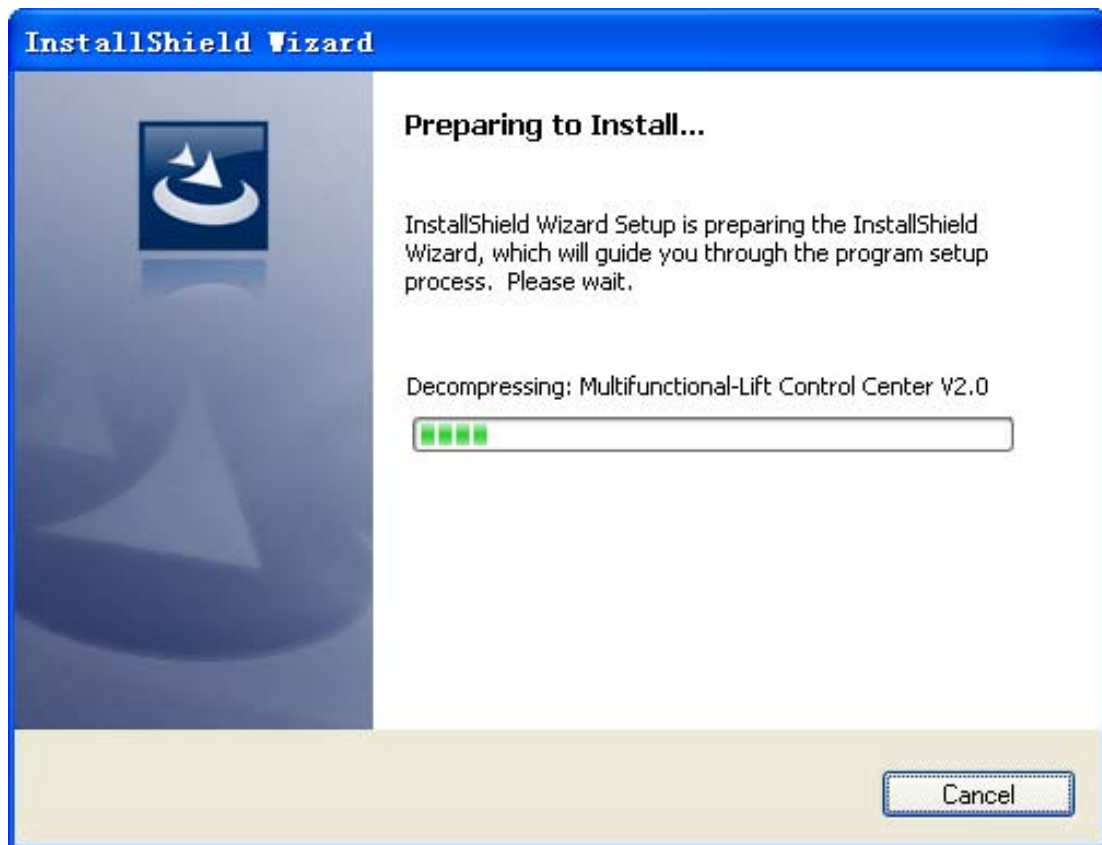 InstallShield Wizard
Preparing to Install...
InstallShield Wizard Setup is preparing the InstallShield
Wizard, which will guide you through the program setup
process.  Please wait.
Decompressing: Multifunctional-Lift Control Center V2.0
Cancel